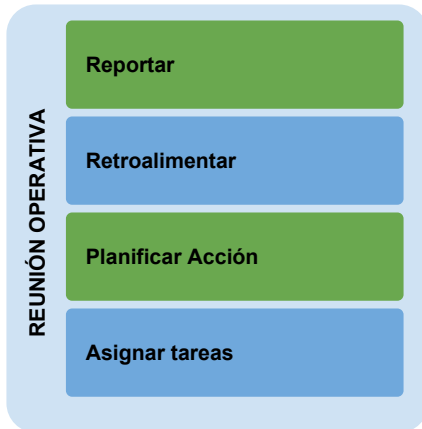 REUNIÓN OPERATIVA
Reportar
Retroalimentar
Planificar Acción
Asignar tareas